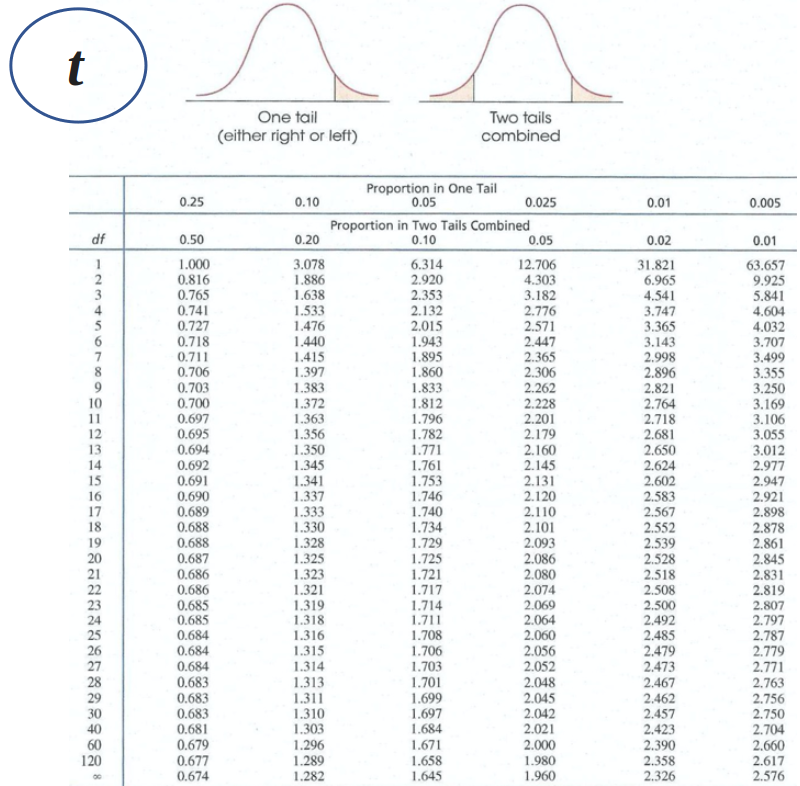 t
One tail
(either right or left)
Two tails
combined
Proportion in One Tail
0.25 0.10 0.05 0.025 0.01 0.005
Proportion in Two Tails Combined
df 0.50 0.20 0.10 0.05 0.02 0.01
1 1.000 3.078 6.314 12.706 31.821 63.657
2 0.816 1.886 2.920 4.303 6.965 9.925
3 0.765 1.638 2.353 3.182 4.541 5.841
4 0.741 1.533 2.132 2.776 3.747 4.604
5 0.727 1.476 2.015 2.571 3.365 4.032
6 0.718 1.440 1.943 2.447 3.143 3.707
7 0.711 1.415 1.895 2.365 2.998 3.499
8 0.706 1.397 1.860 2.306 2.896 3.355
9 0.703 1.383 1.833 2.262 2.821 3.250
10 0.700 1.372 1.812 2.228 2.764 3.169
11 0.697 1.363 1.796 2.201 2.718 3.106
12 0.695 1.356 1.782 2.179 2.681 3.055
13 0.694 1.350 1.771 2.160 2.650 3.012
14 0.692 1.345 1.761 2.145 2.624 2.977
15 0.691 1.341 1.753 2.131 2.602 2.947
16 0.690 1.337 1.746 2.120 2.583 2.921
17 0.689 1.333 1.740 2.110 2.567 2.898
18 0.688 1.330 1.734 2.101 2.552 2.878
19 0.688 1.328 1.729 2.093 2.539 2.861
20 0.687 1.325 1.725 2.086 2.528 2.845
21 0.686 1.323 1.721 2.080 2.518 2.831
22 0.686 1.321 1.717 2.074 2.508 2.819
23 0.685 1.319 1.714 2.069 2.500 2.807
24 0.685 1.318 1.711 2.064 2.492 2.797
25 0.684 1.316 1.708 2.060 2.485 2.787
26 0.684 1.315 1.706 2.056 2.479 2.779
27 0.684 1.314 1.703 2.052 2.473 2.771
28 0.683 1.313 1.701 2.048 2.467 2.763
29 0.683 1.311 1.699 2.045 2.462 2.756
30 0.683 1.310 1.697 2.042 2.457 2.750
40 0.681 1.303 1.684 2.021 2.423 2.704
60 0.679 1.296 1.671 2.000 2.390 2.660
120 0.677 1.289 1.658 1.980 2.358 2.617
∞ 0.674 1.282 1.645 1.960 2.326 2.576